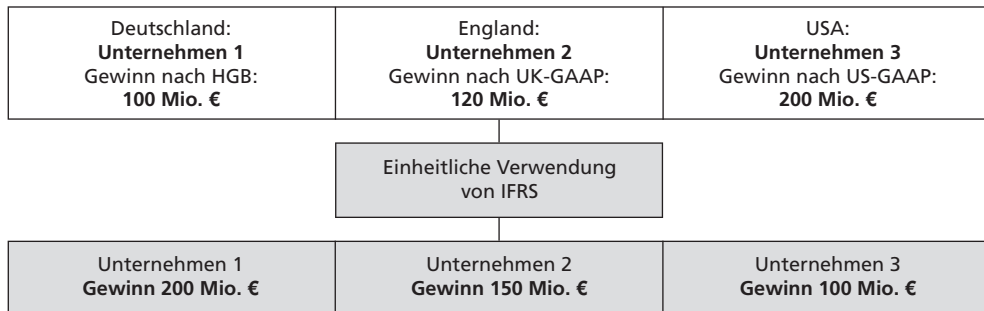 Deutschland:
Unternehmen 1
Gewinn nach HGB:
100 Mio. €
England:
Unternehmen 2
Gewinn nach UK-GAAP:
120 Mio. €
USA:
Unternehmen 3
Gewinn nach US-GAAP:
200 Mio. €
Einheitliche Verwendung
von IFRS
Unternehmen 1
Gewinn 200 Mio. €
Unternehmen 2
Gewinn 150 Mio. €
Unternehmen 3
Gewinn 100 Mio. €